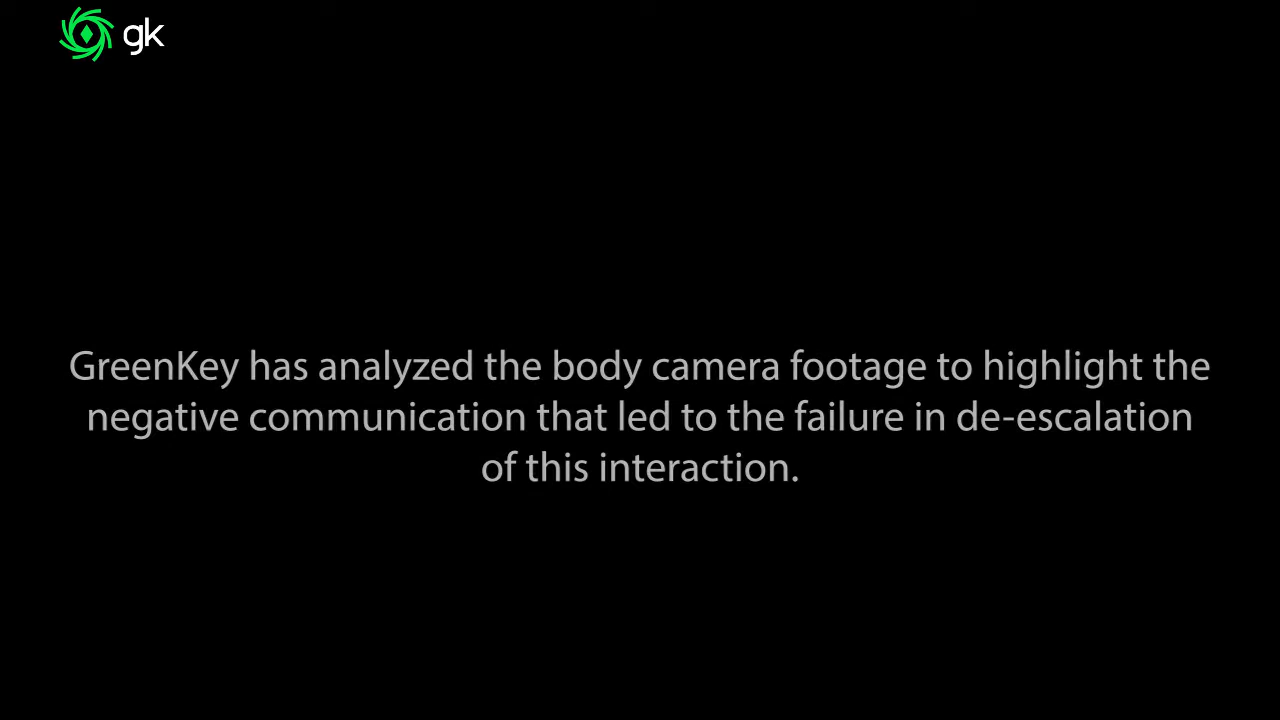 gk
GreenKey has analyzed the body camera footage to highlight the
negative communication that led to the failure in de-escalation
of this interaction.